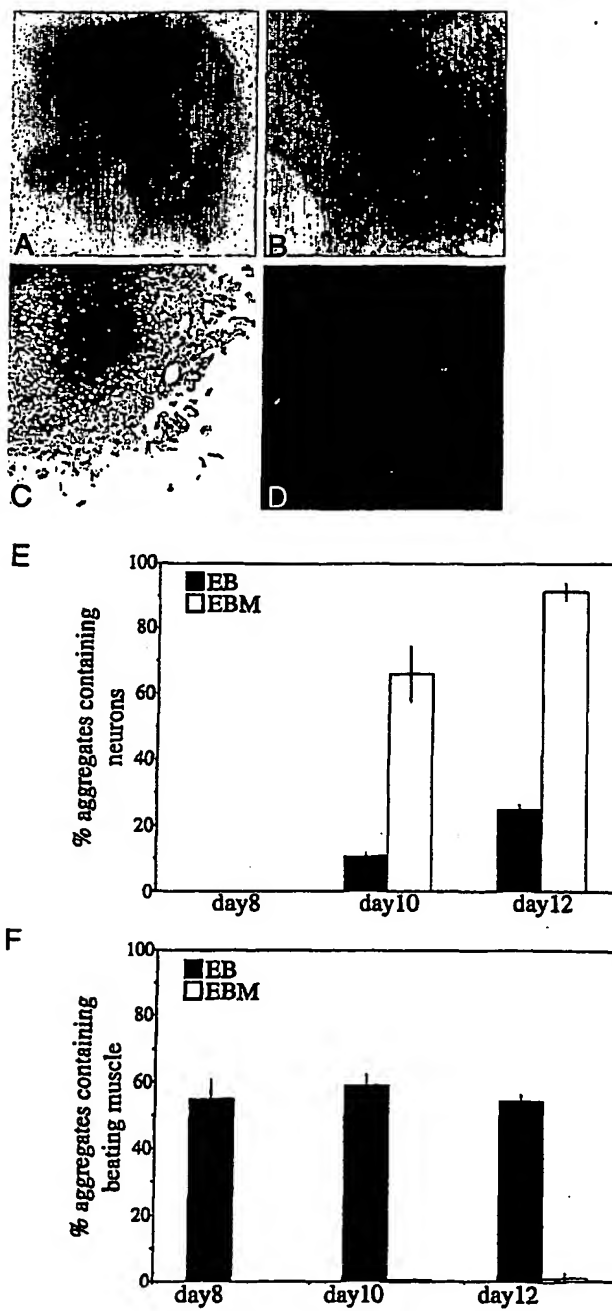 A
B
C
D
E
100
80
60
40
20
0
% aggregates containing
neurons
EB
EBM
day8
day10
day12
F
100
80
60
40
20
0
% aggregates containing
beating muscle
EB
EBM
day8
day10
day12